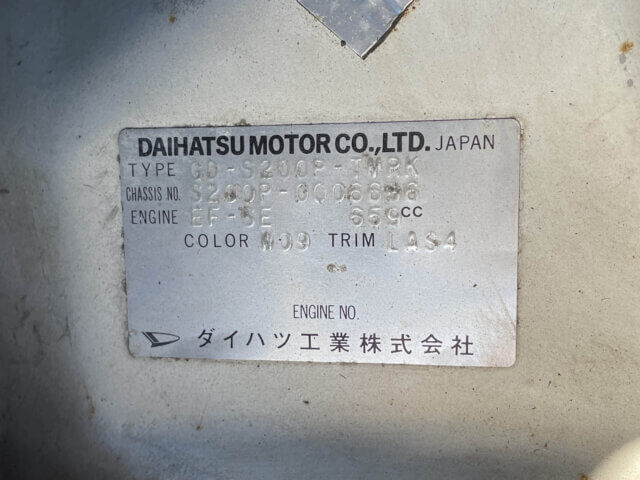 DAIHATSU MOTOR CO.,LTD. JAPAN
TYPE GD-S200P-TMRK
CHASSIS NO. S200P-0006698
ENGINE EF-SE 659CC
COLOR W09 TRIM LAS4
ENGINE NO.
ダイハツ工業株式会社